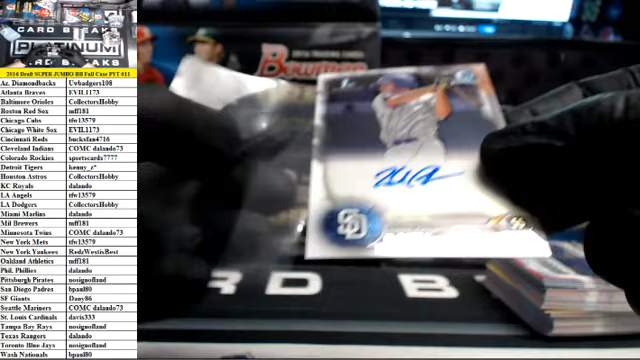 CARD BREAKS
PLATINUM
2016 Draft SUPER JUMBO BB Full Case PYT #11
Az. Diamondbacks Uwbadgers108
Atlanta Braves EVIL1173
Baltimore Orioles CollectorsHobby
Boston Red Sox mff181
Chicago Cubs tfw13579
Chicago White Sox EVIL1173
Cincinnati Reds bucksfan4716
Cleveland Indians COMC dalando73
Colorado Rockies sportscards7777
Detroit Tigers kenny_z*
Houston Astros CollectorsHobby
KC Royals dalando
LA Angels tfw13579
LA Dodgers CollectorsHobby
Miami Marlins dalando
Mil Brewers mff181
Minnesota Twins COMC dalando73
New York Mets tfw13579
New York Yankees RedzWestisBest
Oakland Athletics mff181
Phil. Phillies dalando
Pittsburgh Pirates nosignofland
San Diego Padres bpaul80
SF Giants Dany86
Seattle Mariners COMC dalando73
St. Louis Cardinals davis333
Tampa Bay Rays nosignofland
Texas Rangers dalando
Toronto Blue Jays nosignofland
Wash Nationals bpaul80
Bowman
SD
RD B